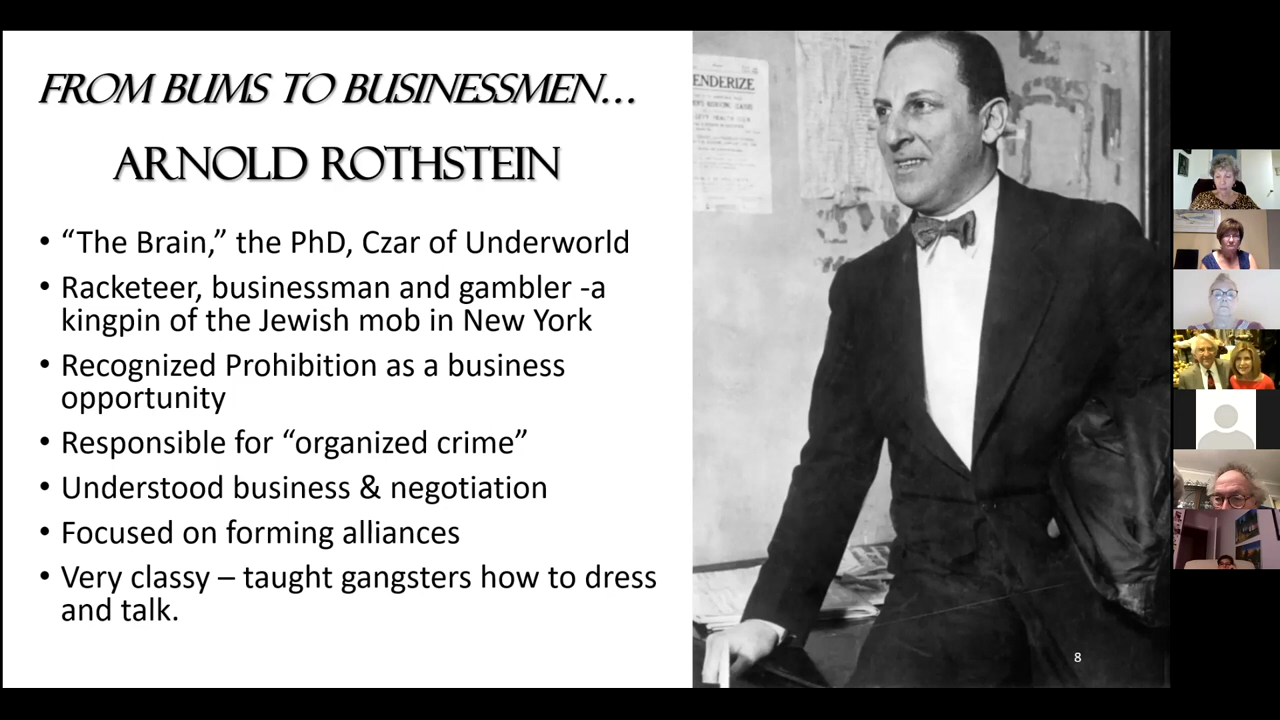 FROM BUMS TO BUSINESSMEN...
ARNOLD ROTHSTEIN
• “The Brain,” the PhD, Czar of Underworld
• Racketeer, businessman and gambler -a
kingpin of the Jewish mob in New York
• Recognized Prohibition as a business
opportunity
• Responsible for “organized crime”
• Understood business & negotiation
• Focused on forming alliances
• Very classy – taught gangsters how to dress
and talk.
ENDERIZE
8